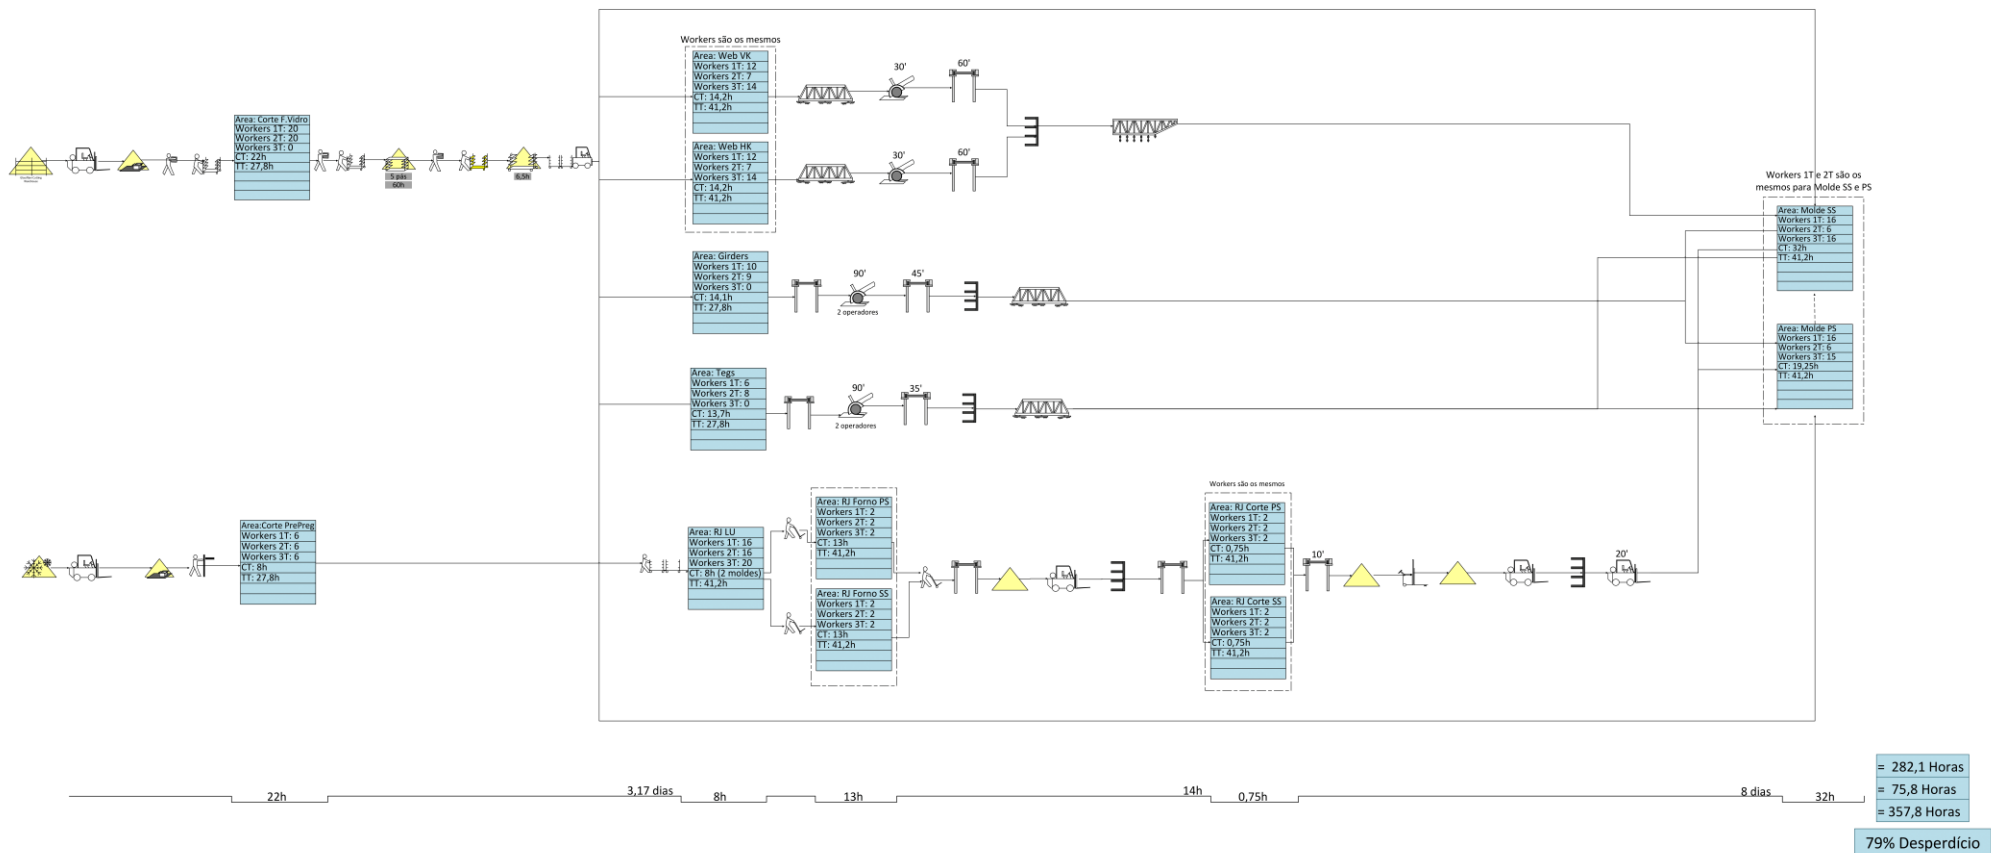 Workers são os mesmos
Area: Web VK
Workers 1T: 12
Workers 2T: 7
Workers 3T: 14
CT: 14,2h
TT: 41,2h
30'
60'
Area: Corte F.Vidro
Workers 1T: 20
Workers 2T: 20
Workers 3T: 0
CT: 22h
TT: 27,8h
5 pás
60h
6,5h
Area: Web HK
Workers 1T: 12
Workers 2T: 7
Workers 3T: 14
CT: 14,2h
TT: 41,2h
30'
60'
Workers 1T e 2T são os
mesmos para Molde SS e PS
Area: Molde SS
Workers 1T: 16
Workers 2T: 6
Workers 3T: 16
CT: 32h
TT: 41,2h
Area: Girders
Workers 1T: 10
Workers 2T: 9
Workers 3T: 0
CT: 14,1h
TT: 27,8h
90'
2 operadores
45'
Area: Molde PS
Workers 1T: 16
Workers 2T: 6
Workers 3T: 15
CT: 19,25h
TT: 41,2h
Area: Tegs
Workers 1T: 6
Workers 2T: 8
Workers 3T: 0
CT: 13,7h
TT: 27,8h
90'
2 operadores
35'
Area:Corte PrePreg
Workers 1T: 6
Workers 2T: 6
Workers 3T: 6
CT: 8h
TT: 27,8h
Area: RJ LU
Workers 1T: 16
Workers 2T: 16
Workers 3T: 20
CT: 8h (2 moldes)
TT: 41,2h
Area: RJ Forno PS
Workers 1T: 2
Workers 2T: 2
Workers 3T: 2
CT: 13h
TT: 41,2h
Area: RJ Forno SS
Workers 1T: 2
Workers 2T: 2
Workers 3T: 2
CT: 13h
TT: 41,2h
Workers são os mesmos
Area: RJ Corte PS
Workers 1T: 2
Workers 2T: 2
Workers 3T: 2
CT: 0,75h
TT: 41,2h
Area: RJ Corte SS
Workers 1T: 2
Workers 2T: 2
Workers 3T: 2
CT: 0,75h
TT: 41,2h
10'
20'
22h
3,17 dias
8h
13h
14h
0,75h
8 dias
32h
= 282,1 Horas
= 75,8 Horas
= 357,8 Horas
79% Desperdício